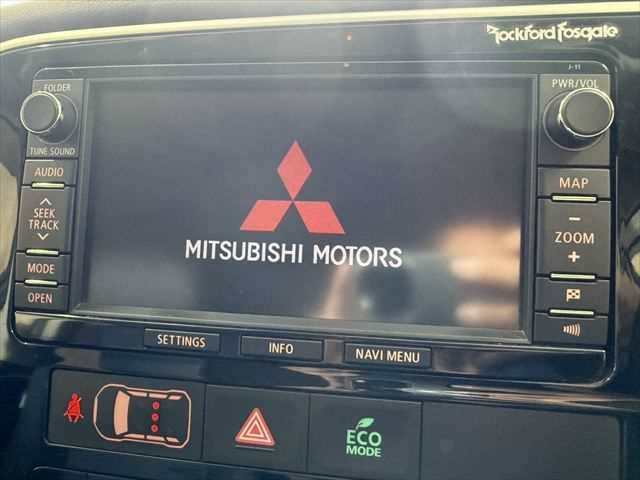 Rockford Fosgate
J-11
FOLDER
TUNE SOUND
AUDIO
SEEK
TRACK
MODE
OPEN
PWR/VOL
MAP
ZOOM
MITSUBISHI MOTORS
SETTINGS
INFO
NAVI MENU
ECO
MODE